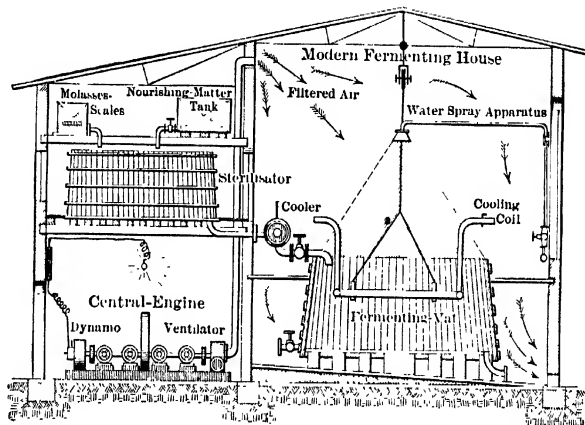 Modern Fermenting House
Molasses-
Scales
Nourishing-Matter
Tank
Filtered Air
Water Spray Apparatus
Sterilisator
Cooler
Cooling
Coil
Central-Engine
Fermenting-Vat
Dynamo
Ventilator